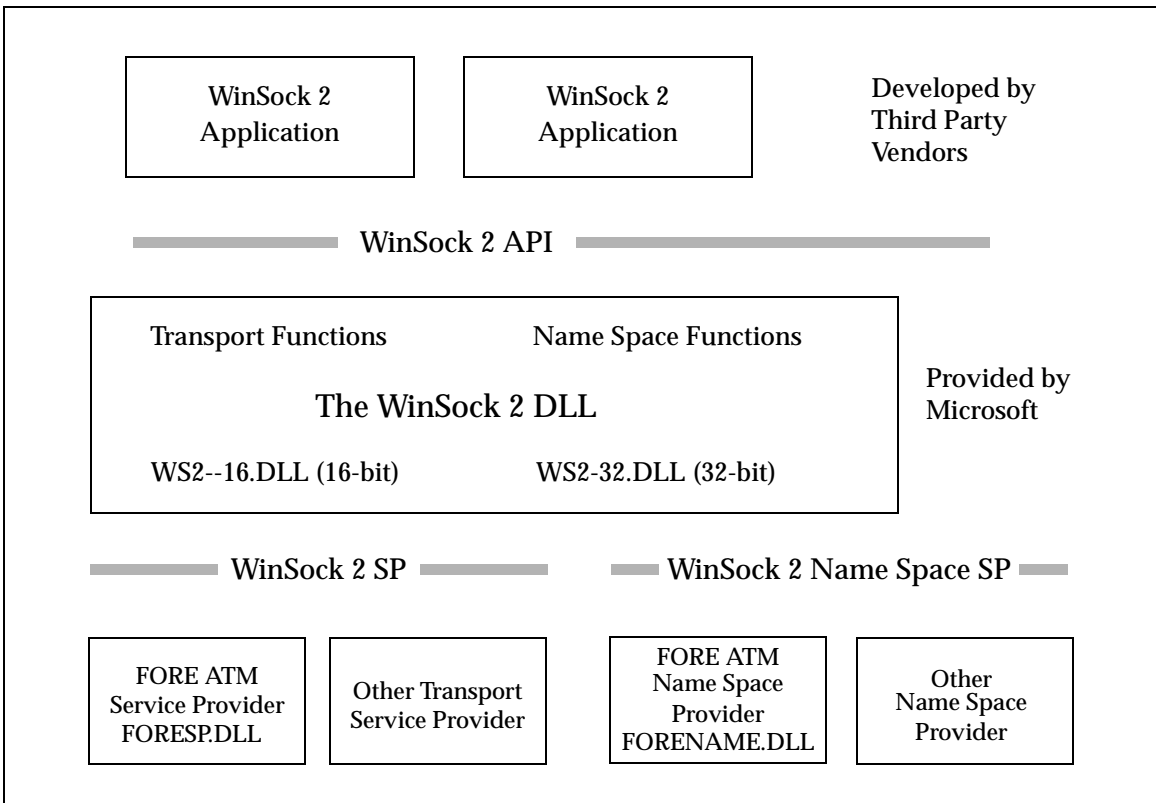 WinSock 2
Application
WinSock 2
Application
Developed by
Third Party
Vendors
WinSock 2 API
Transport Functions
Name Space Functions
The WinSock 2 DLL
WS2--16.DLL (16-bit)
WS2-32.DLL (32-bit)
Provided by
Microsoft
WinSock 2 SP
WinSock 2 Name Space SP
FORE ATM
Service Provider
FORESP.DLL
Other Transport
Service Provider
FORE ATM
Name Space
Provider
FORENAME.DLL
Other
Name Space
Provider